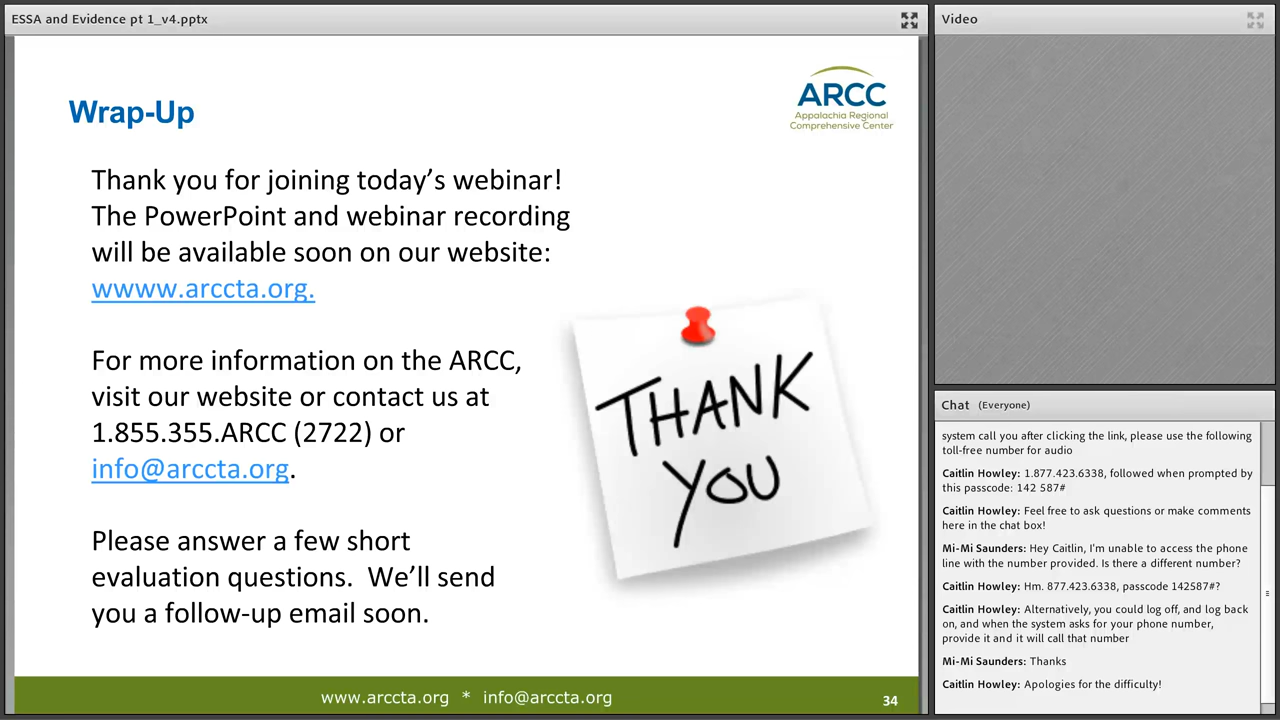 ESSA and Evidence pt 1_v4.pptx
Wrap-Up
ARCC
Appalachia Regional
Comprehensive Center
Thank you for joining today’s webinar!
The PowerPoint and webinar recording
will be available soon on our website:
wwww.arccta.org.
For more information on the ARCC,
visit our website or contact us at
1.855.355.ARCC (2722) or
info@arccta.org.
Please answer a few short
evaluation questions.  We’ll send
you a follow-up email soon.
THANK
YOU
www.arccta.org  *  info@arccta.org
34
Video
Chat (Everyone)
system call you after clicking the link, please use the following
toll-free number for audio
Caitlin Howley: 1.877.423.6338, followed when prompted by
this passcode: 142 587#
Caitlin Howley: Feel free to ask questions or make comments
here in the chat box!
Mi-Mi Saunders: Hey Caitlin, I'm unable to access the phone
line with the number provided. Is there a different number?
Caitlin Howley: Hm. 877.423.6338, passcode 142587#?
Caitlin Howley: Alternatively, you could log off, and log back
on, and when the system asks for your phone number,
provide it and it will call that number
Mi-Mi Saunders: Thanks
Caitlin Howley: Apologies for the difficulty!